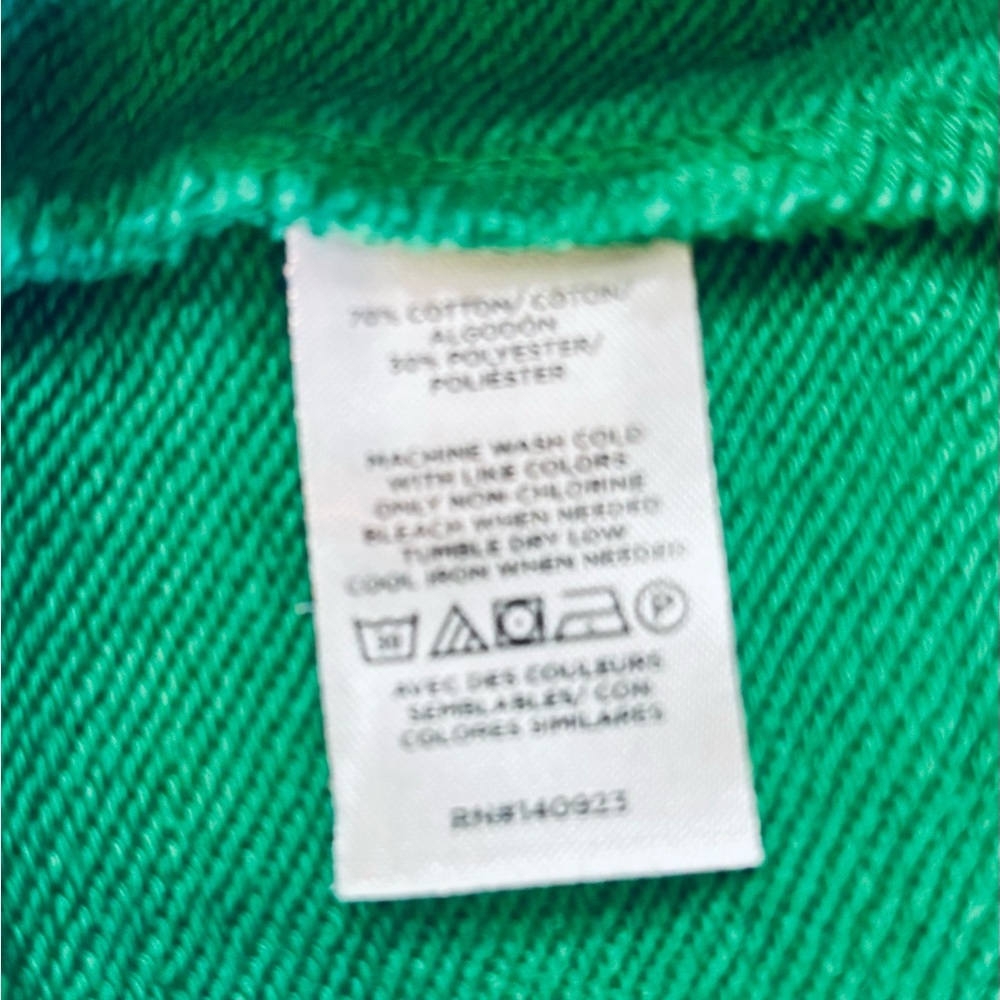 70% COTTON/ COTON/
ALGODÓN
30% POLYESTER/
POLIÉSTER
MACHINE WASH COLD
WITH LIKE COLORS
ONLY NON-CHLORINE
BLEACH WHEN NEEDED
TUMBLE DRY LOW
COOL IRON WHEN NEEDED
30 P
AVEC DES COULEURS
SEMBLABLES/ CON
COLORES SIMILARES
RN#140923